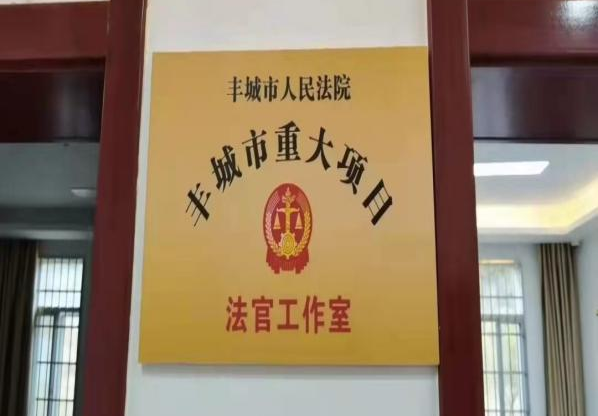 丰城市人民法院
丰城市重大项目
法官工作室